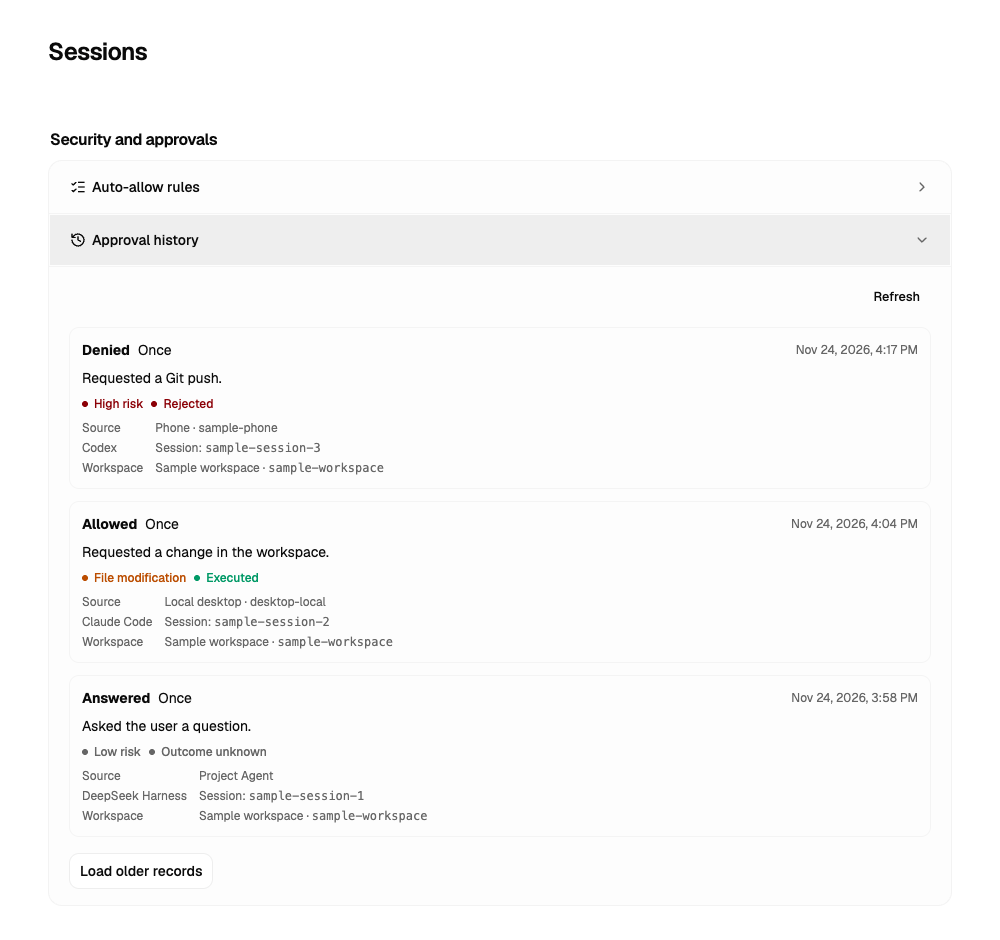 Sessions
Security and approvals
Auto-allow rules
Approval history
Refresh
Denied Once Nov 24, 2026, 4:17 PM
Requested a Git push.
• High risk • Rejected
Source Phone · sample-phone
Codex Session: sample-session-3
Workspace Sample workspace · sample-workspace
Allowed Once Nov 24, 2026, 4:04 PM
Requested a change in the workspace.
• File modification • Executed
Source Local desktop · desktop-local
Claude Code Session: sample-session-2
Workspace Sample workspace · sample-workspace
Answered Once Nov 24, 2026, 3:58 PM
Asked the user a question.
• Low risk • Outcome unknown
Source Project Agent
DeepSeek Harness Session: sample-session-1
Workspace Sample workspace · sample-workspace
Load older records